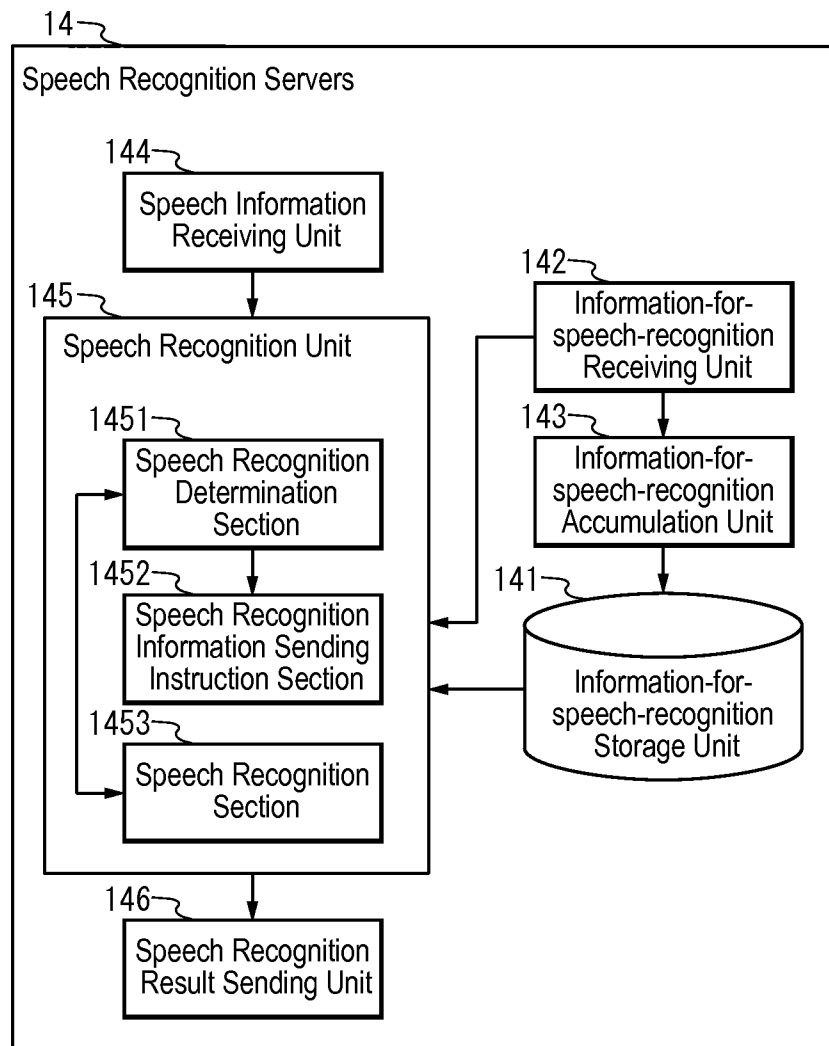 14
Speech Recognition Servers
144
Speech Information
Receiving Unit
142
Information-for-
speech-recognition
Receiving Unit
145
Speech Recognition Unit
143
Information-for-
speech-recognition
Accumulation Unit
1451
Speech Recognition
Determination
Section
1452
Speech Recognition
Information Sending
Instruction Section
141
Information-for-
speech-recognition
Storage Unit
1453
Speech Recognition
Section
146
Speech Recognition
Result Sending Unit